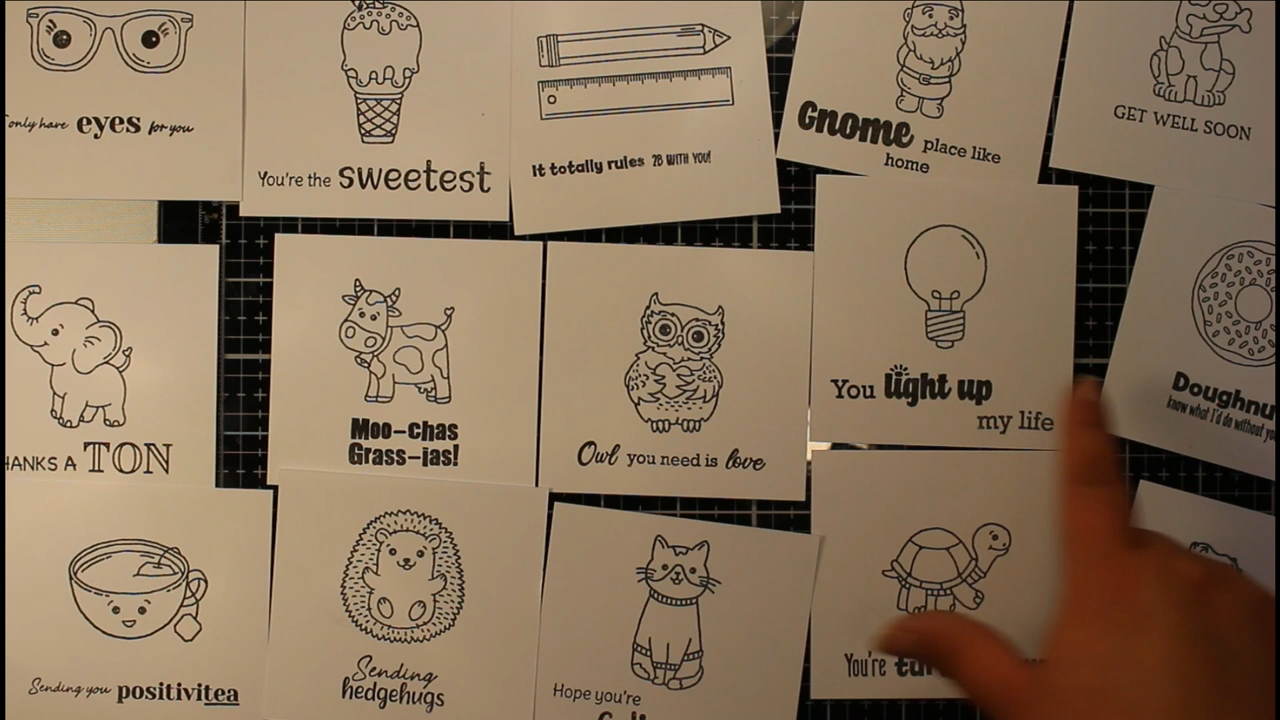 only have eyes for you
You're the sweetest
It totally rules 2B WITH YOU!
Gnome place like
home
GET WELL SOON
HANKS A TON
Moo-chas
Grass-ias!
Owl you need is love
You light up
my life
Doughnu
know what I'd do without yo
Sending you positivitea
Sending
hedgehugs
Hope you're
You're